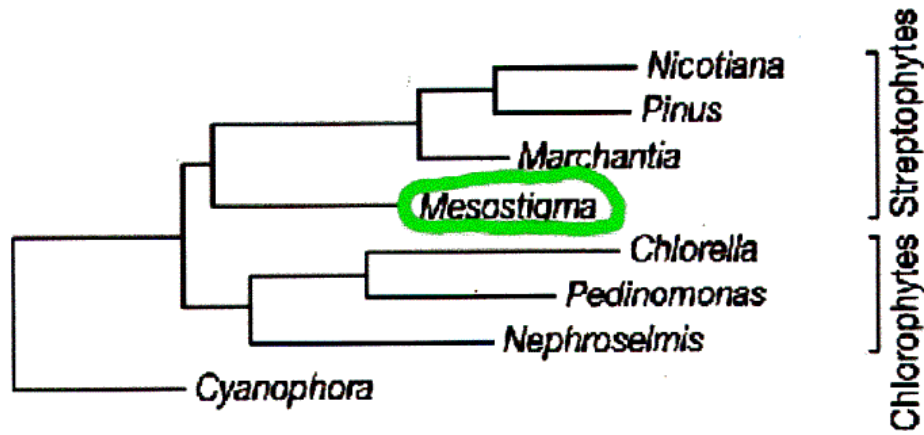 Nicotiana
Pinus
Marchantia
Mesostigma
Chlorella
Pedinomonas
Nephroselmis
Cyanophora
Streptophytes
Chlorophytes